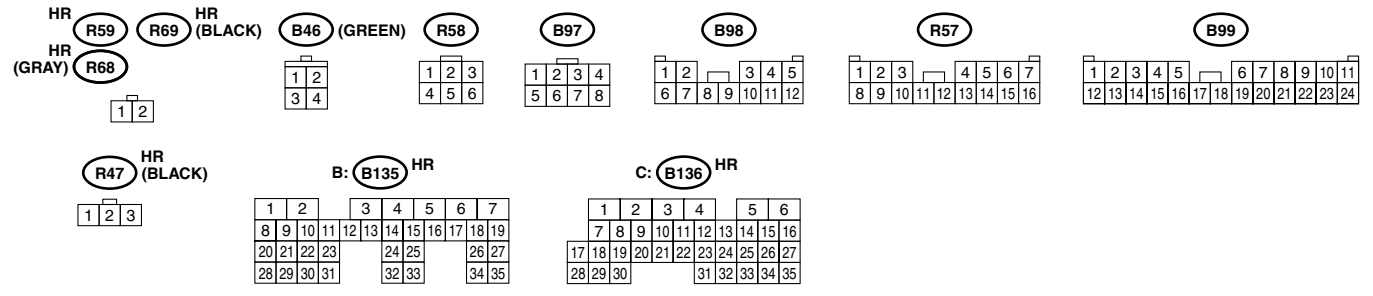 HR R59 R69 HR (BLACK) B46 (GREEN) R58 B97 B98 R57 B99
HR (GRAY) R68
1 2
1 2
3 4
1 2 3
4 5 6
1 2 3 4
5 6 7 8
1 2 3 4 5
6 7 8 9 10 11 12
1 2 3 4 5 6 7
8 9 10 11 12 13 14 15 16
1 2 3 4 5 6 7 8 9 10 11
12 13 14 15 16 17 18 19 20 21 22 23 24
R47 HR (BLACK)
1 2 3
B: B135 HR
1 2 3 4 5 6 7
8 9 10 11 12 13 14 15 16 17 18 19
20 21 22 23 24 25 26 27
28 29 30 31 32 33 34 35
C: B136 HR
1 2 3 4 5 6
7 8 9 10 11 12 13 14 15 16
17 18 19 20 21 22 23 24 25 26 27
28 29 30 31 32 33 34 35